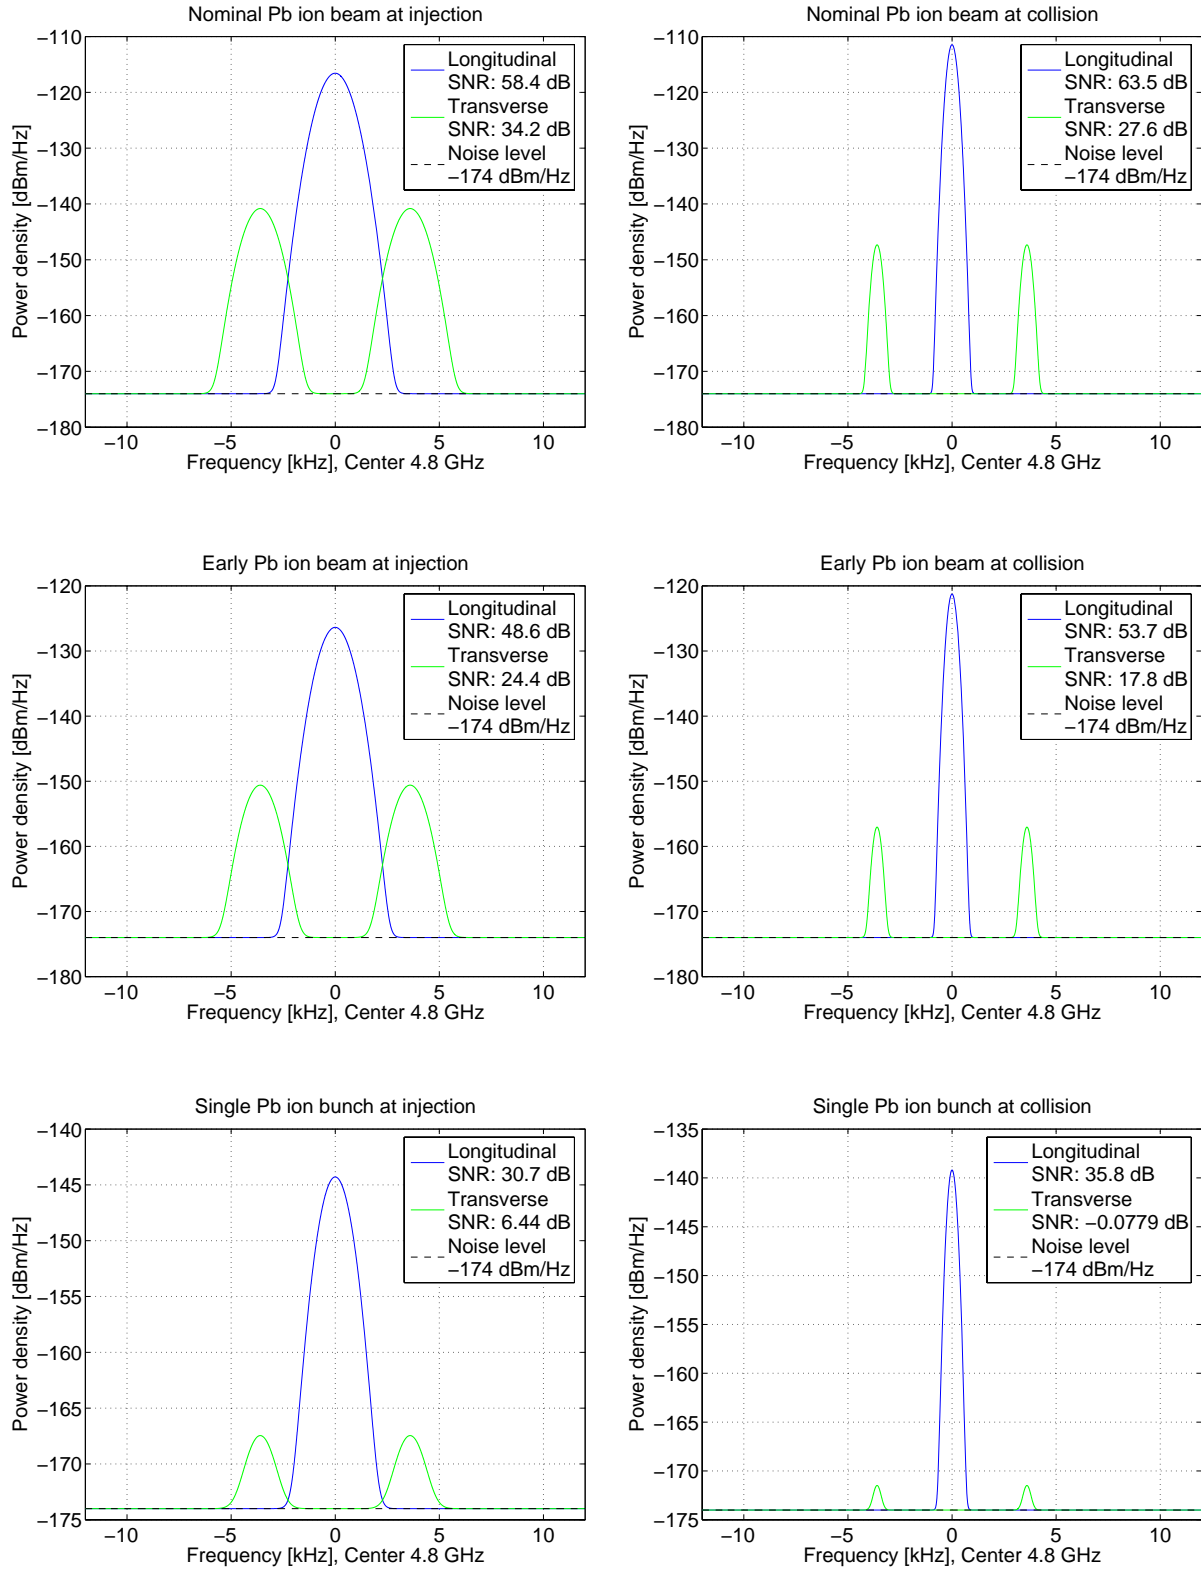 Nominal Pb ion beam at injection
−110
−120
−130
−140
−150
−160
−170
−180
Power density [dBm/Hz]
−10
−5
0
5
10
Frequency [kHz], Center 4.8 GHz
Longitudinal
SNR: 58.4 dB
Transverse
SNR: 34.2 dB
Noise level
−174 dBm/Hz
Nominal Pb ion beam at collision
−110
−120
−130
−140
−150
−160
−170
−180
Power density [dBm/Hz]
−10
−5
0
5
10
Frequency [kHz], Center 4.8 GHz
Longitudinal
SNR: 63.5 dB
Transverse
SNR: 27.6 dB
Noise level
−174 dBm/Hz
Early Pb ion beam at injection
−120
−130
−140
−150
−160
−170
−180
Power density [dBm/Hz]
−10
−5
0
5
10
Frequency [kHz], Center 4.8 GHz
Longitudinal
SNR: 48.6 dB
Transverse
SNR: 24.4 dB
Noise level
−174 dBm/Hz
Early Pb ion beam at collision
−120
−130
−140
−150
−160
−170
−180
Power density [dBm/Hz]
−10
−5
0
5
10
Frequency [kHz], Center 4.8 GHz
Longitudinal
SNR: 53.7 dB
Transverse
SNR: 17.8 dB
Noise level
−174 dBm/Hz
Single Pb ion bunch at injection
−140
−145
−150
−155
−160
−165
−170
−175
Power density [dBm/Hz]
−10
−5
0
5
10
Frequency [kHz], Center 4.8 GHz
Longitudinal
SNR: 30.7 dB
Transverse
SNR: 6.44 dB
Noise level
−174 dBm/Hz
Single Pb ion bunch at collision
−135
−140
−145
−150
−155
−160
−165
−170
−175
Power density [dBm/Hz]
−10
−5
0
5
10
Frequency [kHz], Center 4.8 GHz
Longitudinal
SNR: 35.8 dB
Transverse
SNR: −0.0779 dB
Noise level
−174 dBm/Hz